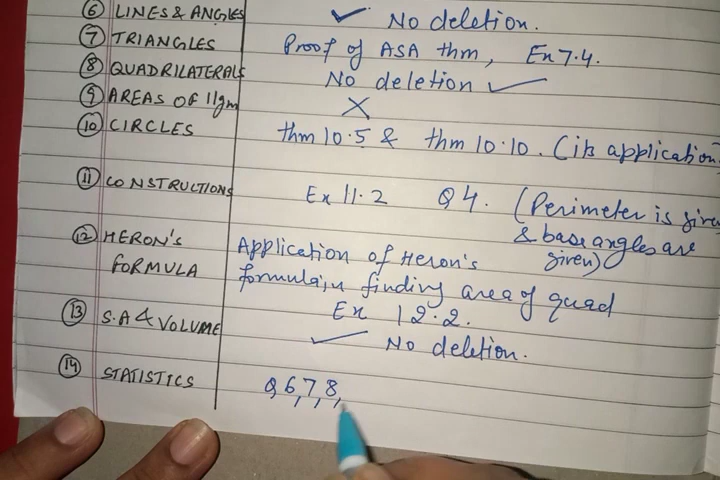 ⑥ LINES & ANGLES ✓ No deletion.
⑦ TRIANGLES Proof of ASA thm, Ex 7.4.
⑧ QUADRILATERALS No deletion ✓
⑨ AREAS OF llgm X
⑩ CIRCLES thm 10.5 & thm 10.10. (its application
⑪ CONSTRUCTIONS Ex 11.2 Q 4. (Perimeter is given
& base angles are
given)
⑫ HERON'S Application of Heron's
FORMULA formula in finding area of quad
Ex 12.2.
⑬ S.A & VOLUME ✓ No deletion.
⑭ STATISTICS Q 6, 7, 8,